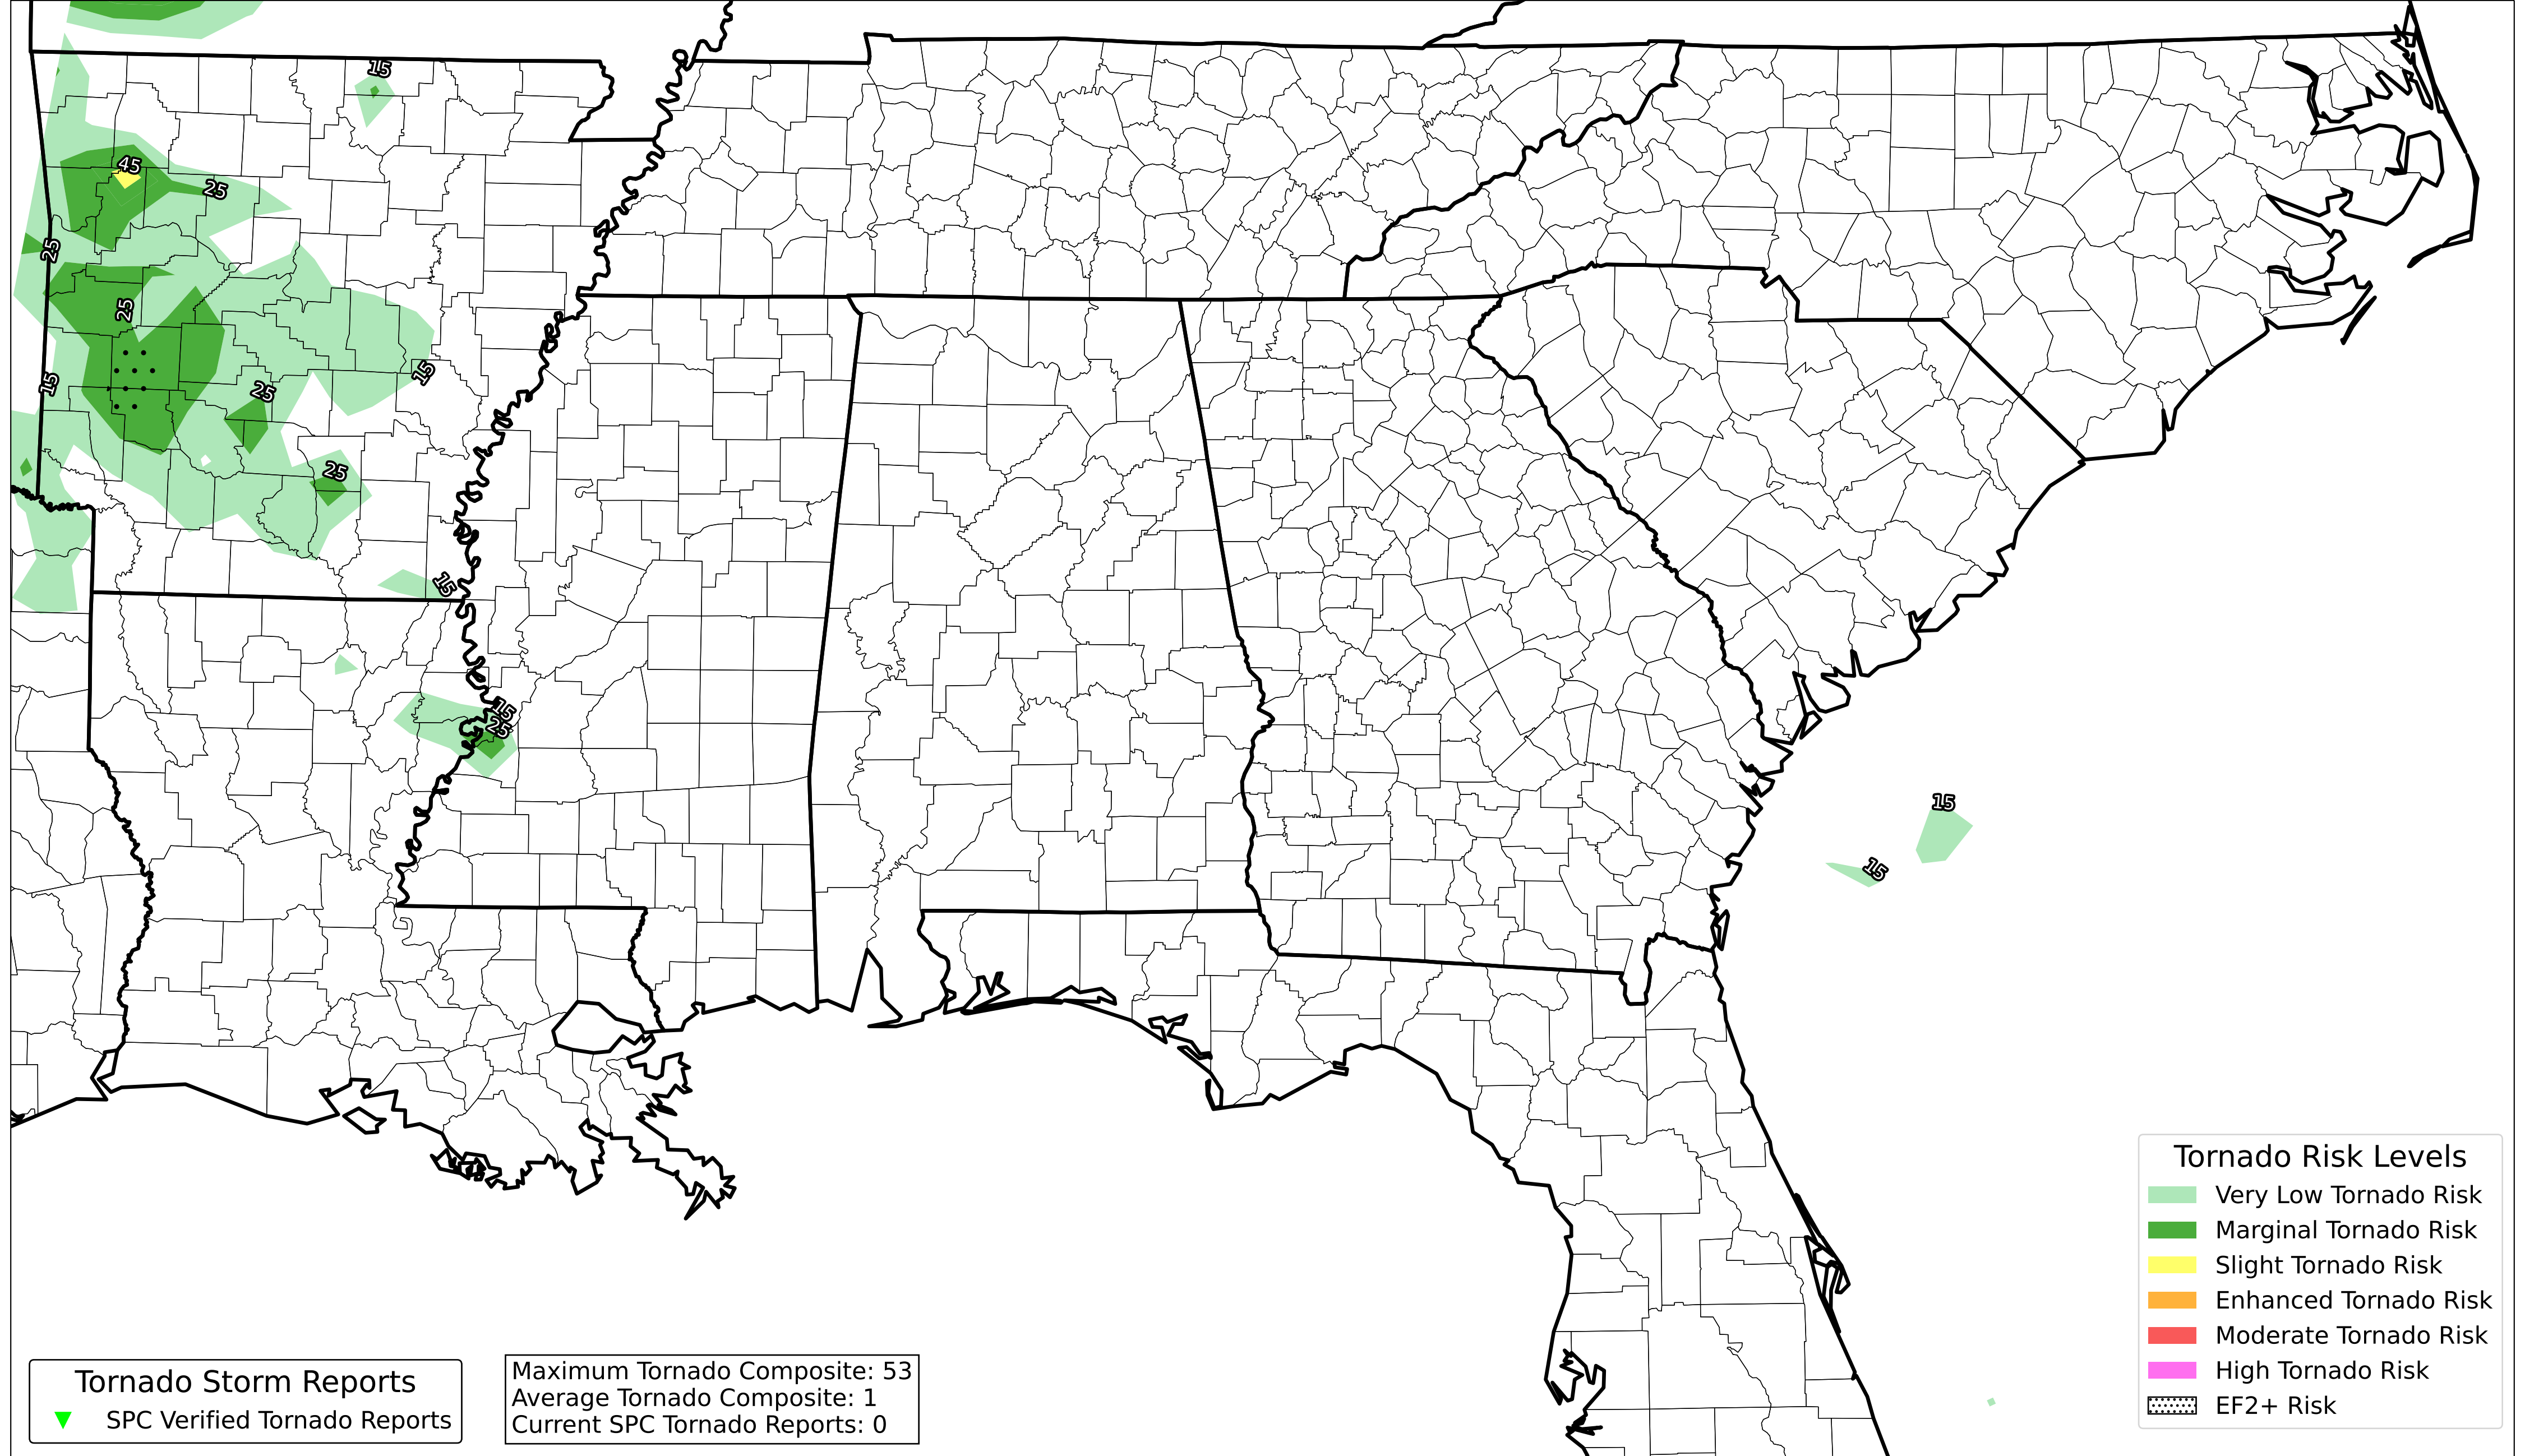 15
45
25
25
25
15
15
25
25
15
15
25
15
15
Tornado Risk Levels
Very Low Tornado Risk
Marginal Tornado Risk
Slight Tornado Risk
Enhanced Tornado Risk
Moderate Tornado Risk
High Tornado Risk
EF2+ Risk
Tornado Storm Reports
SPC Verified Tornado Reports
Maximum Tornado Composite: 53
Average Tornado Composite: 1
Current SPC Tornado Reports: 0